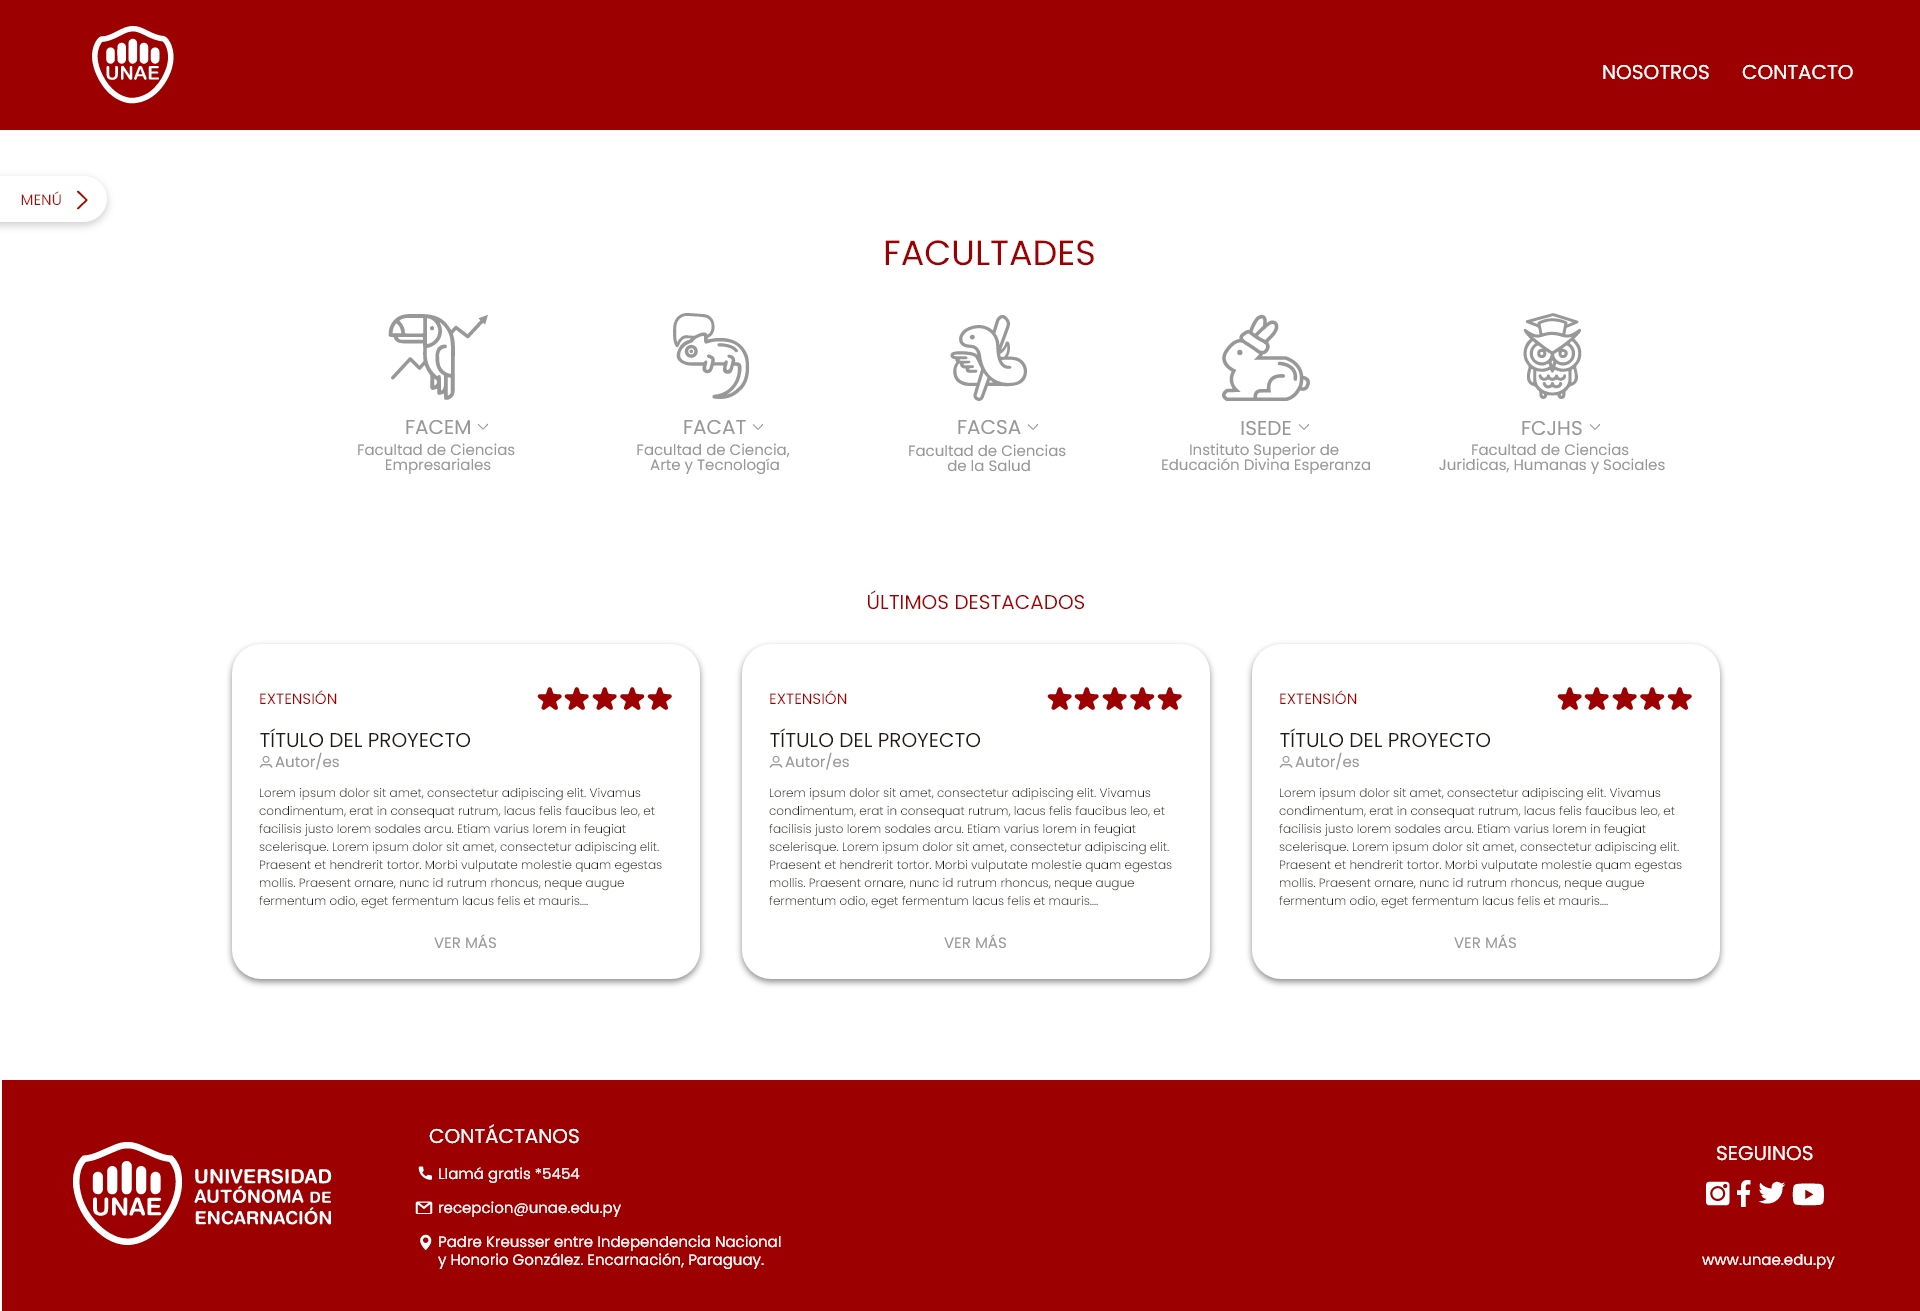 UNAE
NOSOTROS
CONTACTO
MENÚ
FACULTADES
FACEM
Facultad de Ciencias
Empresariales
FACAT
Facultad de Ciencia,
Arte y Tecnología
FACSA
Facultad de Ciencias
de la Salud
ISEDE
Instituto Superior de
Educación Divina Esperanza
FCJHS
Facultad de Ciencias
Juridicas, Humanas y Sociales
ÚLTIMOS DESTACADOS
EXTENSIÓN
TÍTULO DEL PROYECTO
Autor/es
Lorem ipsum dolor sit amet, consectetur adipiscing elit. Vivamus
condimentum, erat in consequat rutrum, lacus felis faucibus leo, et
facilisis justo lorem sodales arcu. Etiam varius lorem in feugiat
scelerisque. Lorem ipsum dolor sit amet, consectetur adipiscing elit.
Praesent et hendrerit tortor. Morbi vulputate molestie quam egestas
mollis. Praesent ornare, nunc id rutrum rhoncus, neque augue
fermentum odio, eget fermentum lacus felis et mauris....
VER MÁS
EXTENSIÓN
TÍTULO DEL PROYECTO
Autor/es
Lorem ipsum dolor sit amet, consectetur adipiscing elit. Vivamus
condimentum, erat in consequat rutrum, lacus felis faucibus leo, et
facilisis justo lorem sodales arcu. Etiam varius lorem in feugiat
scelerisque. Lorem ipsum dolor sit amet, consectetur adipiscing elit.
Praesent et hendrerit tortor. Morbi vulputate molestie quam egestas
mollis. Praesent ornare, nunc id rutrum rhoncus, neque augue
fermentum odio, eget fermentum lacus felis et mauris....
VER MÁS
EXTENSIÓN
TÍTULO DEL PROYECTO
Autor/es
Lorem ipsum dolor sit amet, consectetur adipiscing elit. Vivamus
condimentum, erat in consequat rutrum, lacus felis faucibus leo, et
facilisis justo lorem sodales arcu. Etiam varius lorem in feugiat
scelerisque. Lorem ipsum dolor sit amet, consectetur adipiscing elit.
Praesent et hendrerit tortor. Morbi vulputate molestie quam egestas
mollis. Praesent ornare, nunc id rutrum rhoncus, neque augue
fermentum odio, eget fermentum lacus felis et mauris....
VER MÁS
UNAE
UNIVERSIDAD
AUTÓNOMA DE
ENCARNACIÓN
CONTÁCTANOS
Llamá gratis *5454
recepcion@unae.edu.py
Padre Kreusser entre Independencia Nacional
y Honorio González. Encarnación, Paraguay.
SEGUINOS
www.unae.edu.py